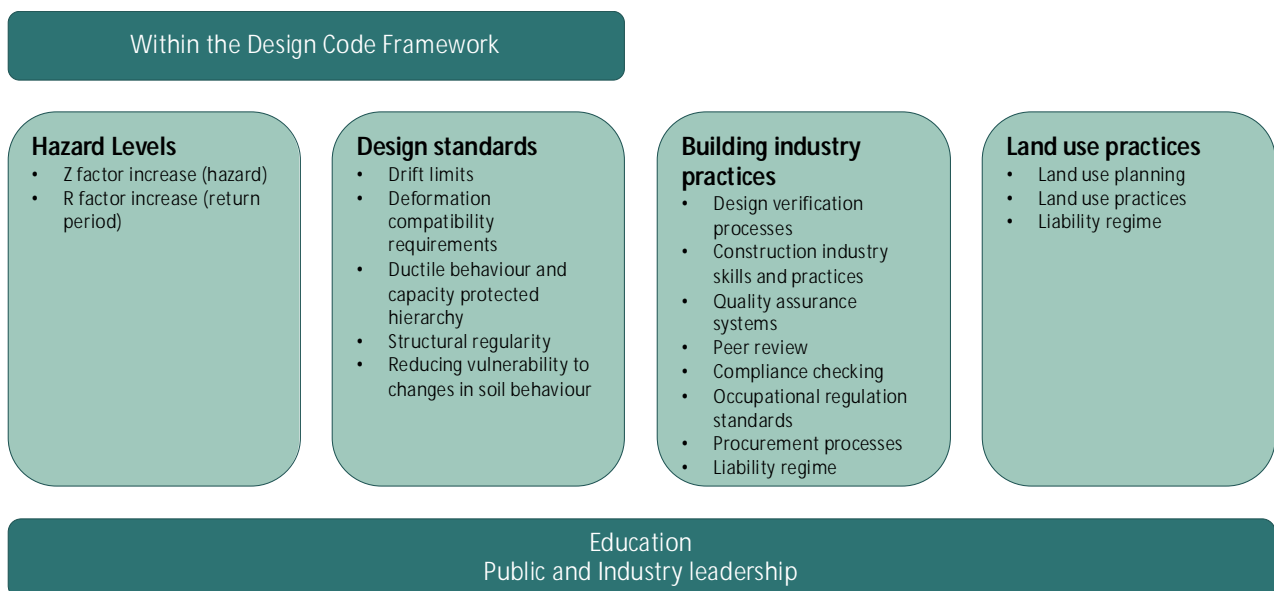 Within the Design Code Framework
Hazard Levels
• Z factor increase (hazard)
• R factor increase (return
period)
Design standards
• Drift limits
• Deformation
compatibility
requirements
• Ductile behaviour and
capacity protected
hierarchy
• Structural regularity
• Reducing vulnerability to
changes in soil behaviour
Building industry
practices
• Design verification
processes
• Construction industry
skills and practices
• Quality assurance
systems
• Peer review
• Compliance checking
• Occupational regulation
standards
• Procurement processes
• Liability regime
Land use practices
• Land use planning
• Land use practices
• Liability regime
Education
Public and Industry leadership